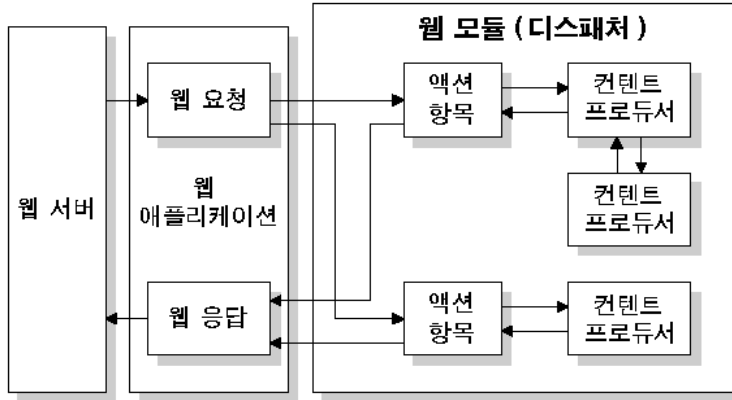 웹 모듈 ( 디스패처 )
웹 요청
액션
항목
컨텐트
프로듀서
웹 서버
웹
애플리케이션
컨텐트
프로듀서
웹 응답
액션
항목
컨텐트
프로듀서